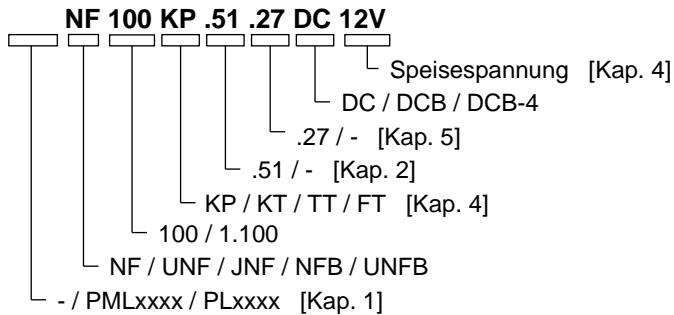 NF 100 KP .51 .27 DC 12V
Speisespannung [Kap. 4]
DC / DCB / DCB-4
.27 / - [Kap. 5]
.51 / - [Kap. 2]
KP / KT / TT / FT [Kap. 4]
100 / 1.100
NF / UNF / JNF / NFB / UNFB
- / PMLxxxx / PLxxxx [Kap. 1]